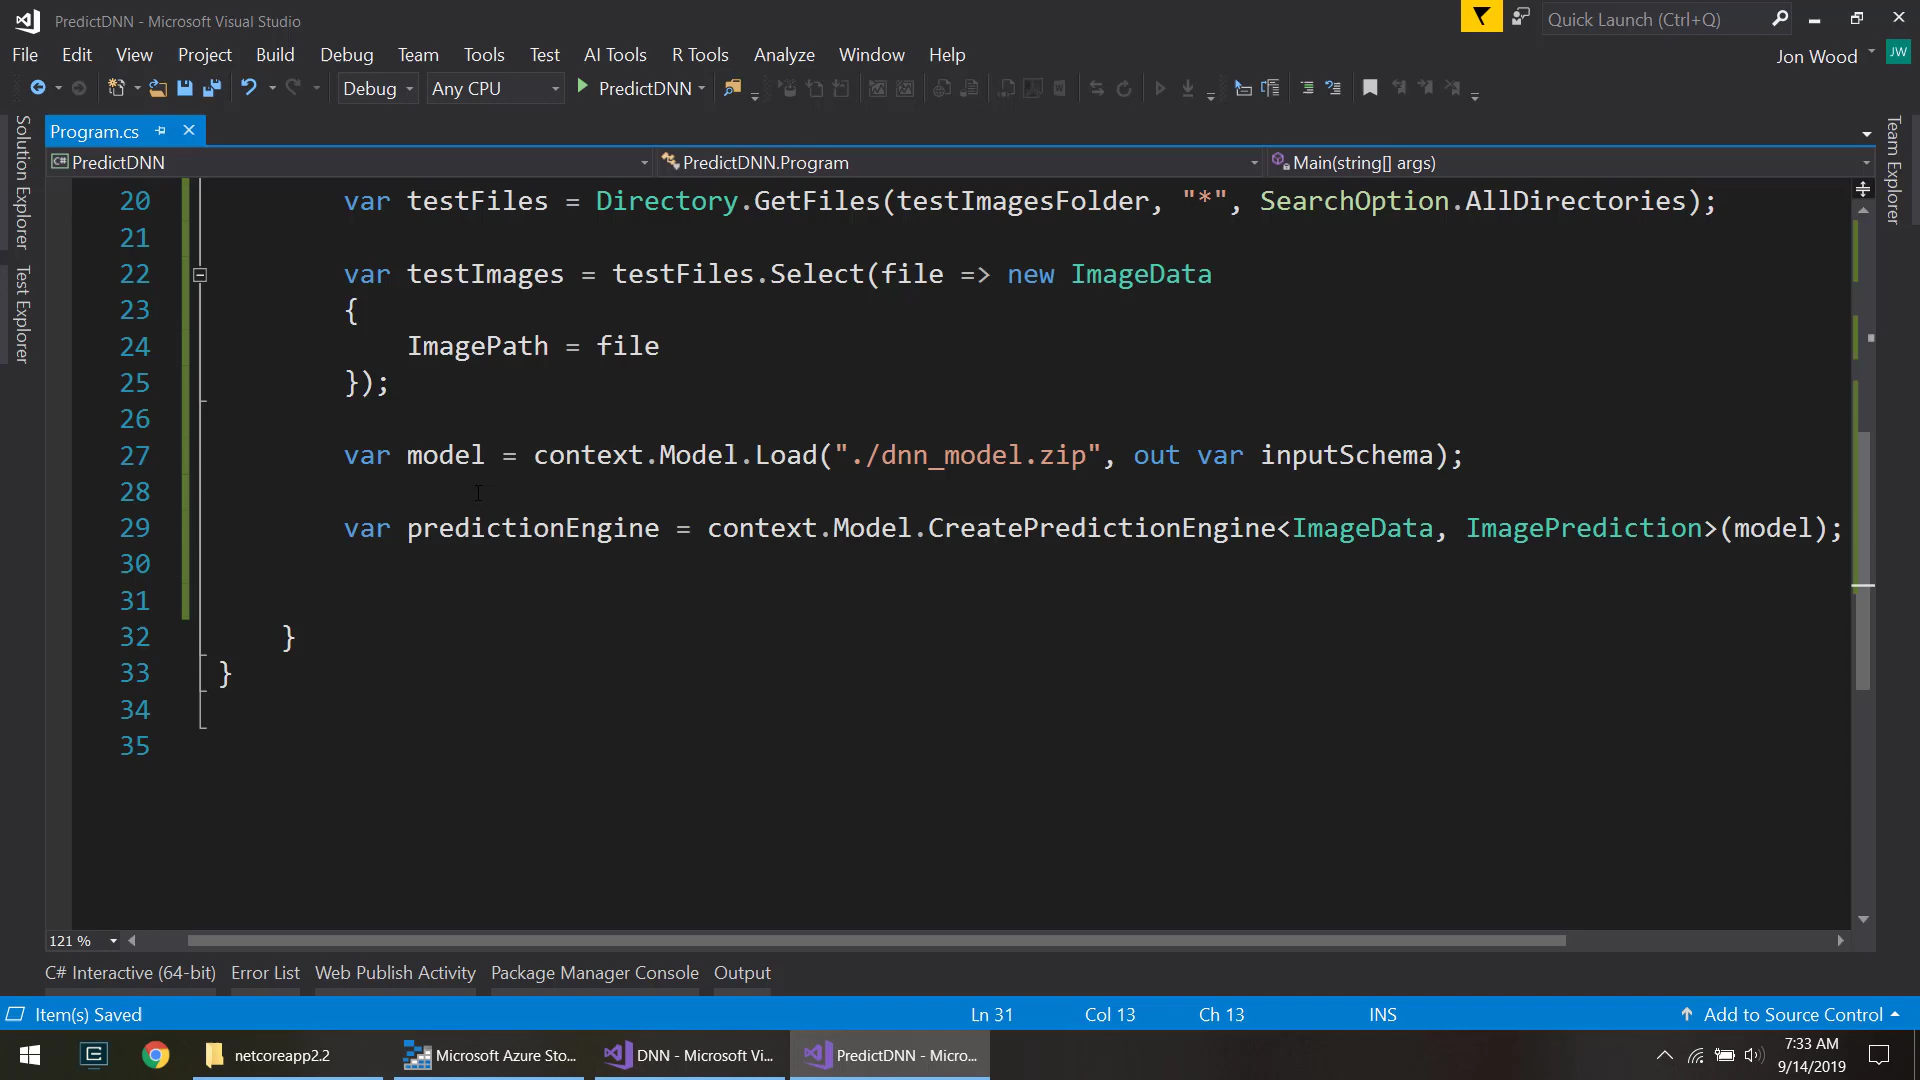 PredictDNN - Microsoft Visual Studio
Quick Launch (Ctrl+Q)
File Edit View Project Build Debug Team Tools Test AI Tools R Tools Analyze Window Help
Jon Wood JW
Debug Any CPU PredictDNN
Program.cs
PredictDNN PredictDNN.Program Main(string[] args)
Solution Explorer
Test Explorer
Team Explorer
20 var testFiles = Directory.GetFiles(testImagesFolder, "*", SearchOption.AllDirectories);
21
22 var testImages = testFiles.Select(file => new ImageData
23 {
24 ImagePath = file
25 });
26
27 var model = context.Model.Load("./dnn_model.zip", out var inputSchema);
28
29 var predictionEngine = context.Model.CreatePredictionEngine<ImageData, ImagePrediction>(model);
30
31
32 }
33 }
34
35
121 %
C# Interactive (64-bit) Error List Web Publish Activity Package Manager Console Output
Item(s) Saved Ln 31 Col 13 Ch 13 INS Add to Source Control
netcoreapp2.2 Microsoft Azure Sto... DNN - Microsoft Vi... PredictDNN - Micro...
7:33 AM
9/14/2019